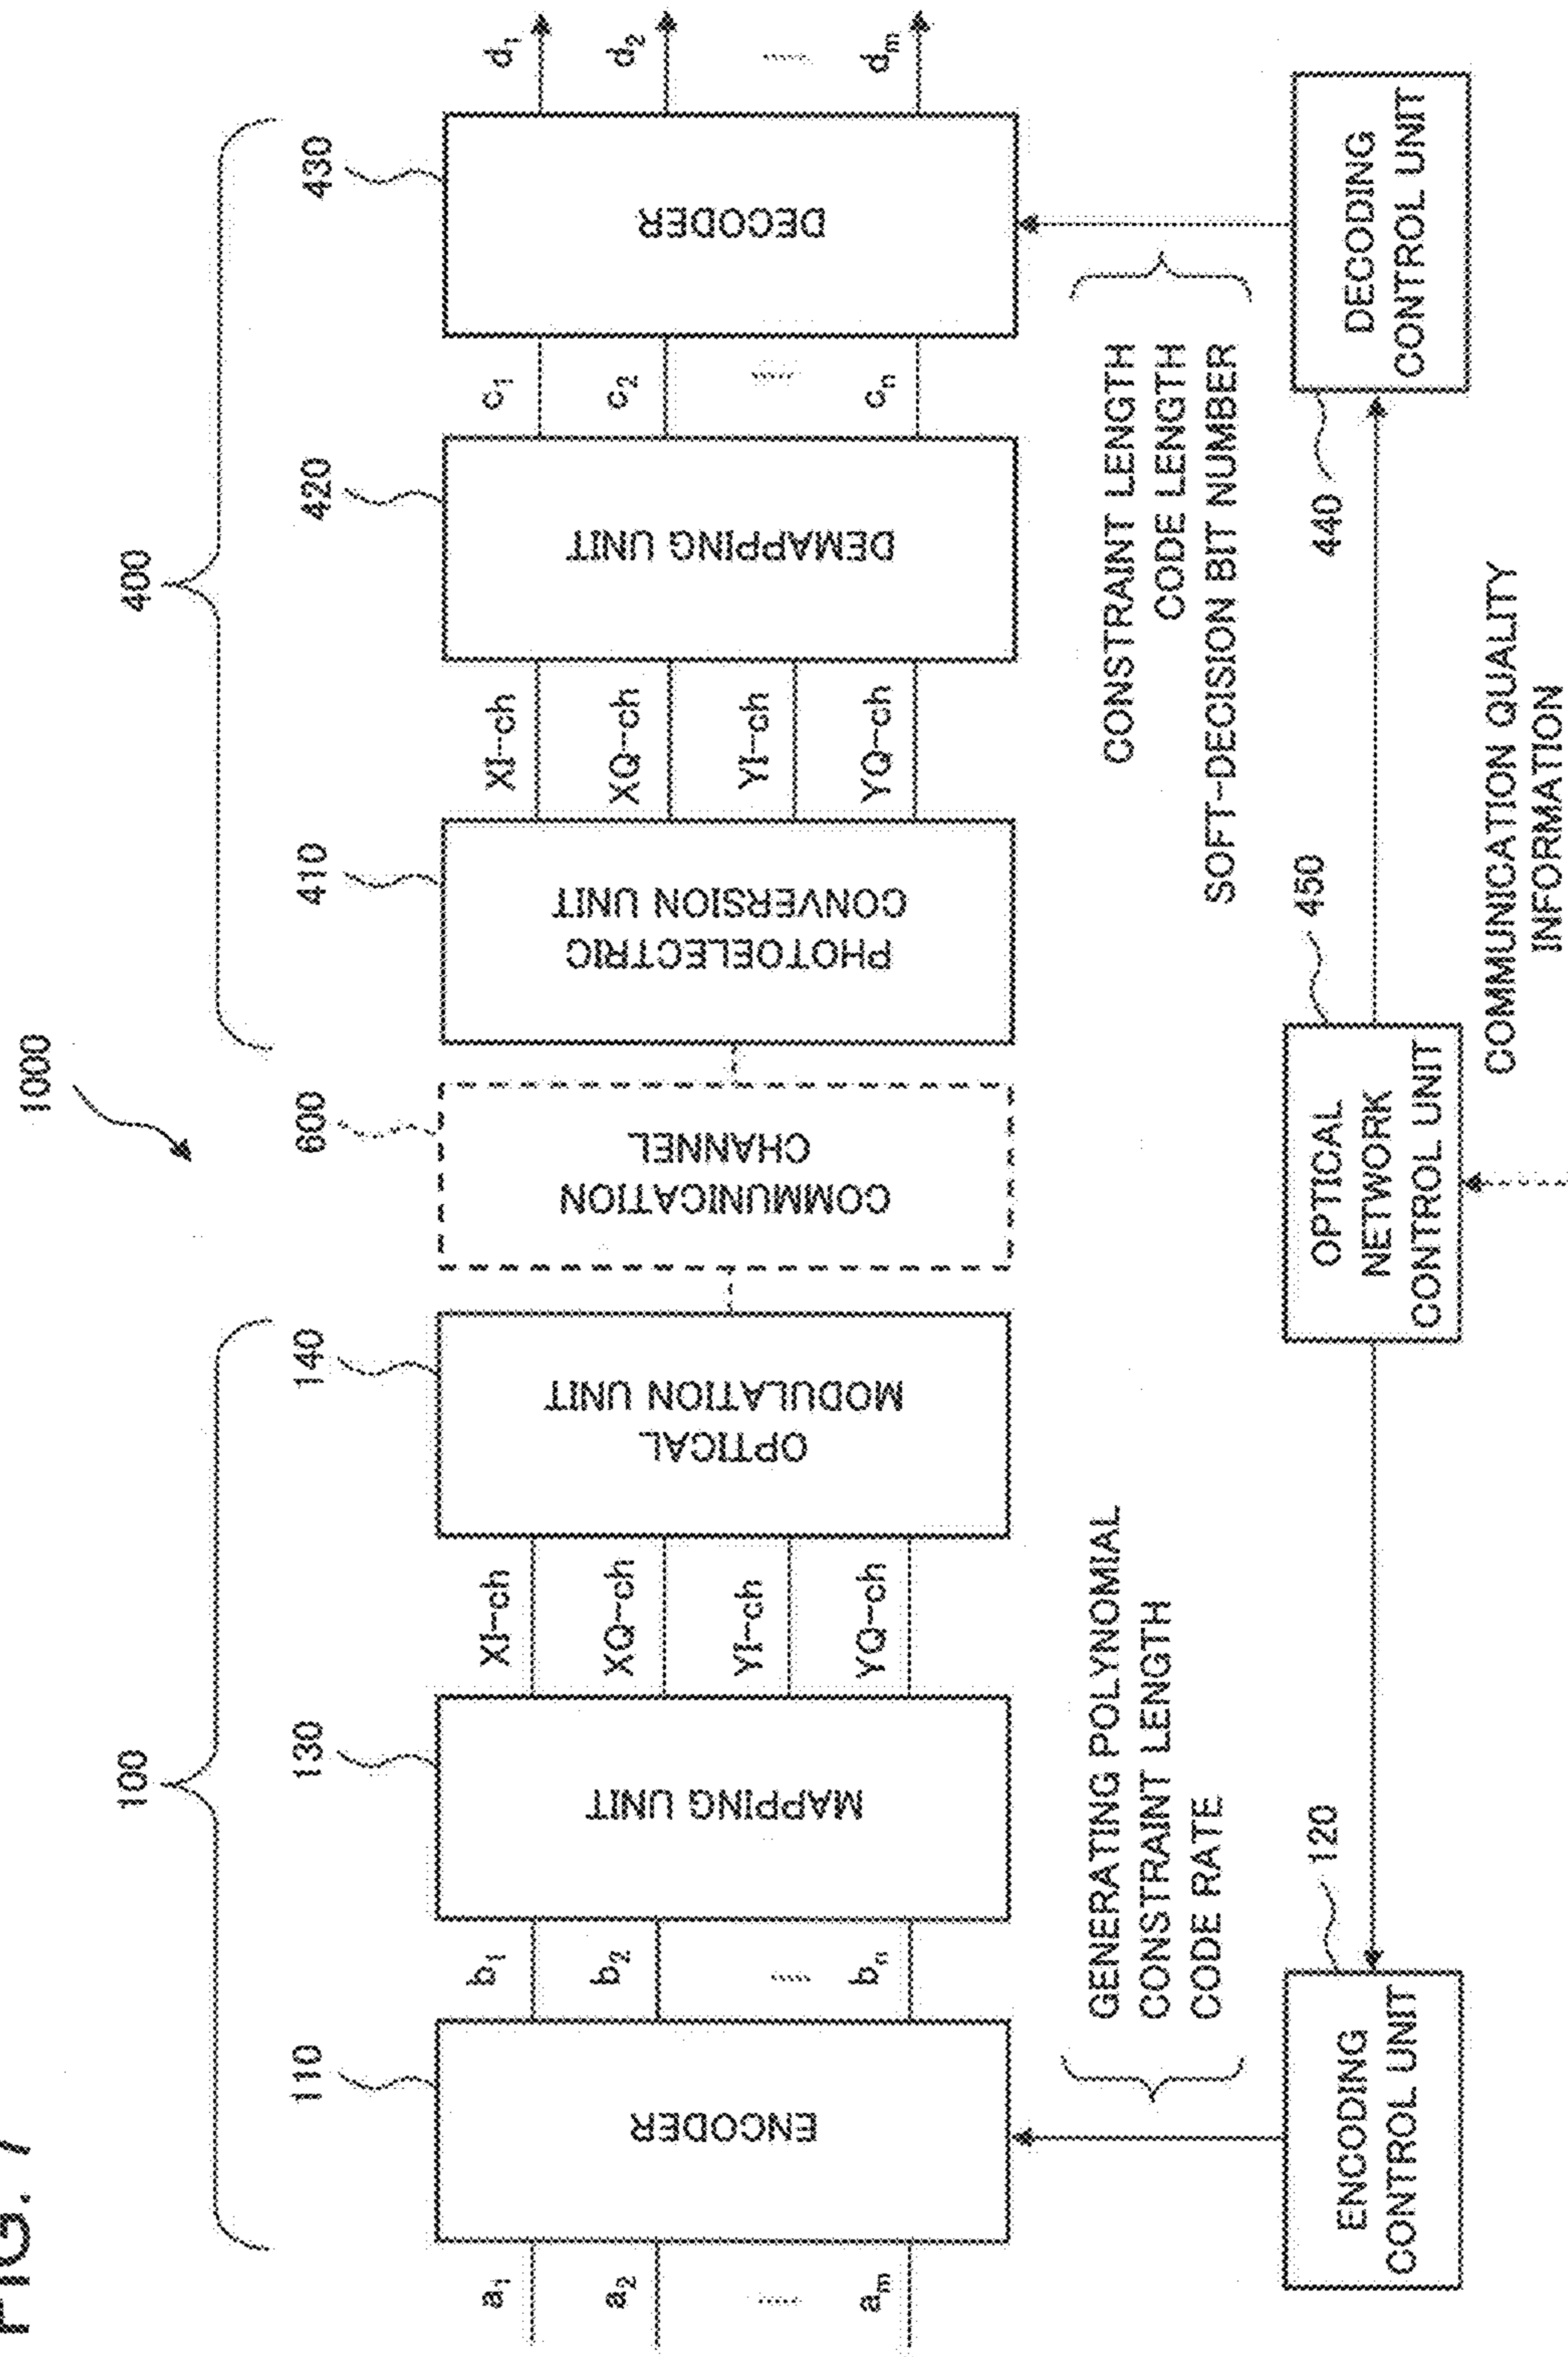 FIG. 7
1000
100
400
110
130
140
600
410
420
430
a1
a2
am
ENCODER
b1
b2
bn
MAPPING UNIT
XI-ch
XQ-ch
YI-ch
YQ-ch
OPTICAL
MODULATION UNIT
COMMUNICATION
CHANNEL
PHOTOELECTRIC
CONVERSION UNIT
XI-ch
XQ-ch
YI-ch
YQ-ch
DEMAPPING UNIT
c1
c2
cn
DECODER
d1
d2
dm
GENERATING POLYNOMIAL
CONSTRAINT LENGTH
CODE RATE
CONSTRAINT LENGTH
CODE LENGTH
SOFT-DECISION BIT NUMBER
120
ENCODING
CONTROL UNIT
450
OPTICAL
NETWORK
CONTROL UNIT
440
DECODING
CONTROL UNIT
COMMUNICATION QUALITY
INFORMATION